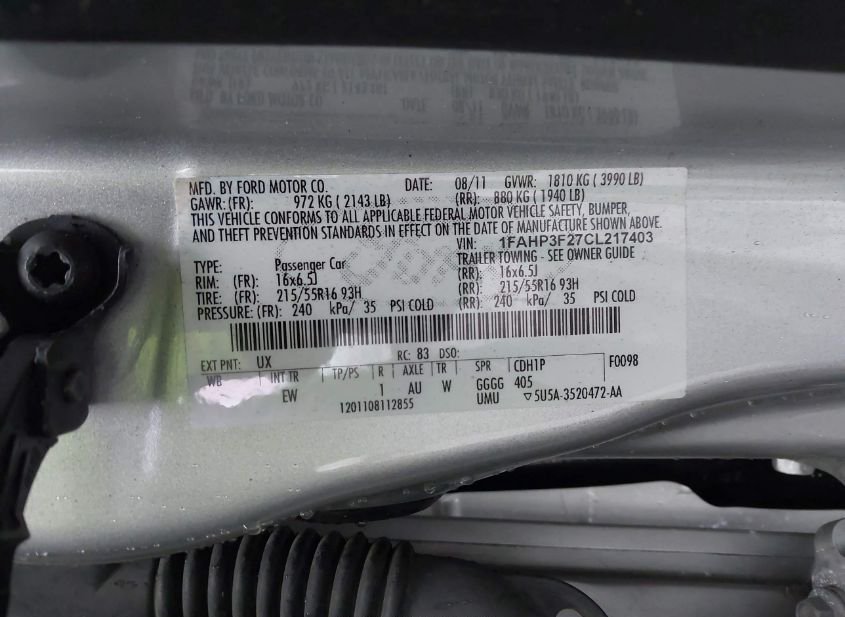 MFD. BY FORD MOTOR CO. DATE: 08/11 GVWR: 1810 KG ( 3990 LB)
GAWR: (FR): 972 KG ( 2143 LB) (RR): 880 KG ( 1940 LB)
THIS VEHICLE CONFORMS TO ALL APPLICABLE FEDERAL MOTOR VEHICLE SAFETY, BUMPER,
AND THEFT PREVENTION STANDARDS IN EFFECT ON THE DATE OF MANUFACTURE SHOWN ABOVE.
VIN: 1FAHP3F27CL217403
TYPE: Passenger Car TRAILER TOWING - SEE OWNER GUIDE
RIM: (FR): 16x6.5J (RR): 16x6.5J
TIRE: (FR): 215/55R16 93H (RR): 215/55R16 93H
PRESSURE: (FR): 240 kPa/ 35 PSI COLD (RR): 240 kPa/ 35 PSI COLD
EXT PNT: UX RC: 83 DSO: F0098
WB INT TR TP/PS R AXLE TR SPR CDH1P
EW 1 AU W GGGG 405
1201108112855 UMU ▽5U5A-3520472-AA